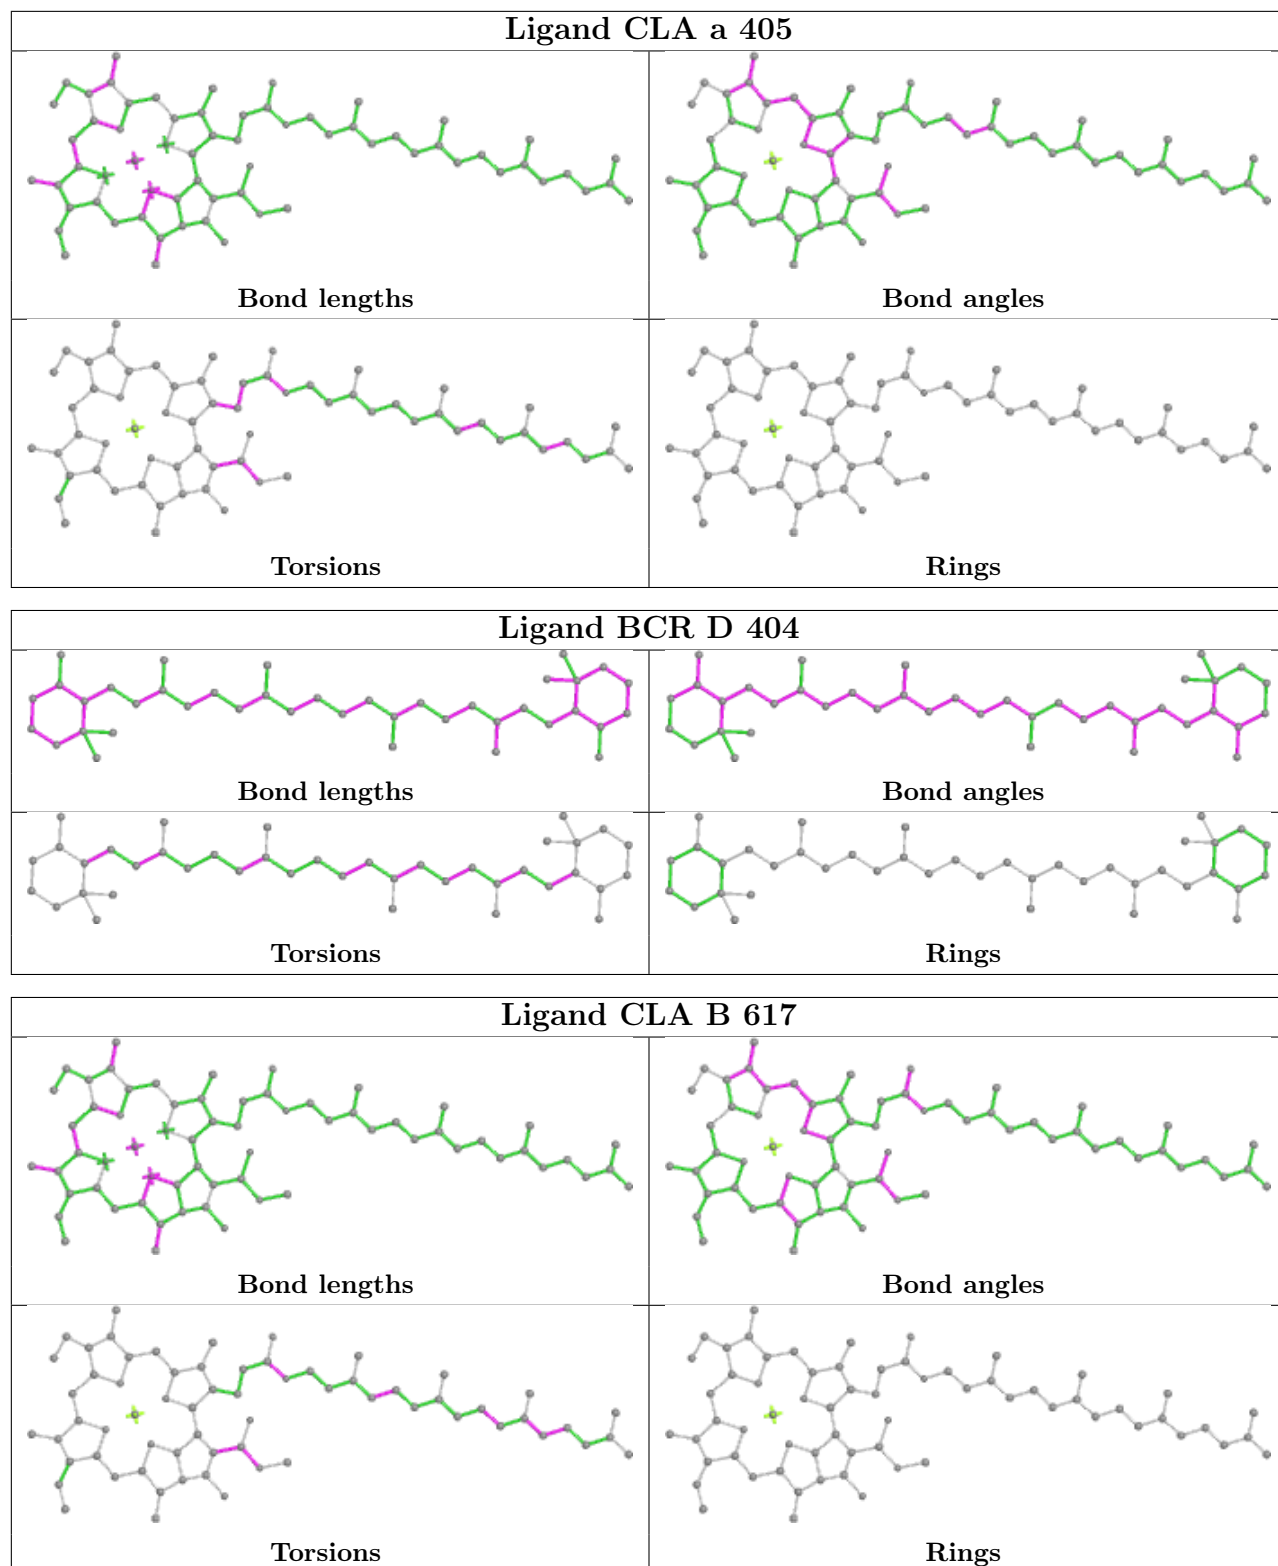 Ligand CLA a 405
Bond lengths
Bond angles
Torsions
Rings
Ligand BCR D 404
Bond lengths
Bond angles
Torsions
Rings
Ligand CLA B 617
Bond lengths
Bond angles
Torsions
Rings